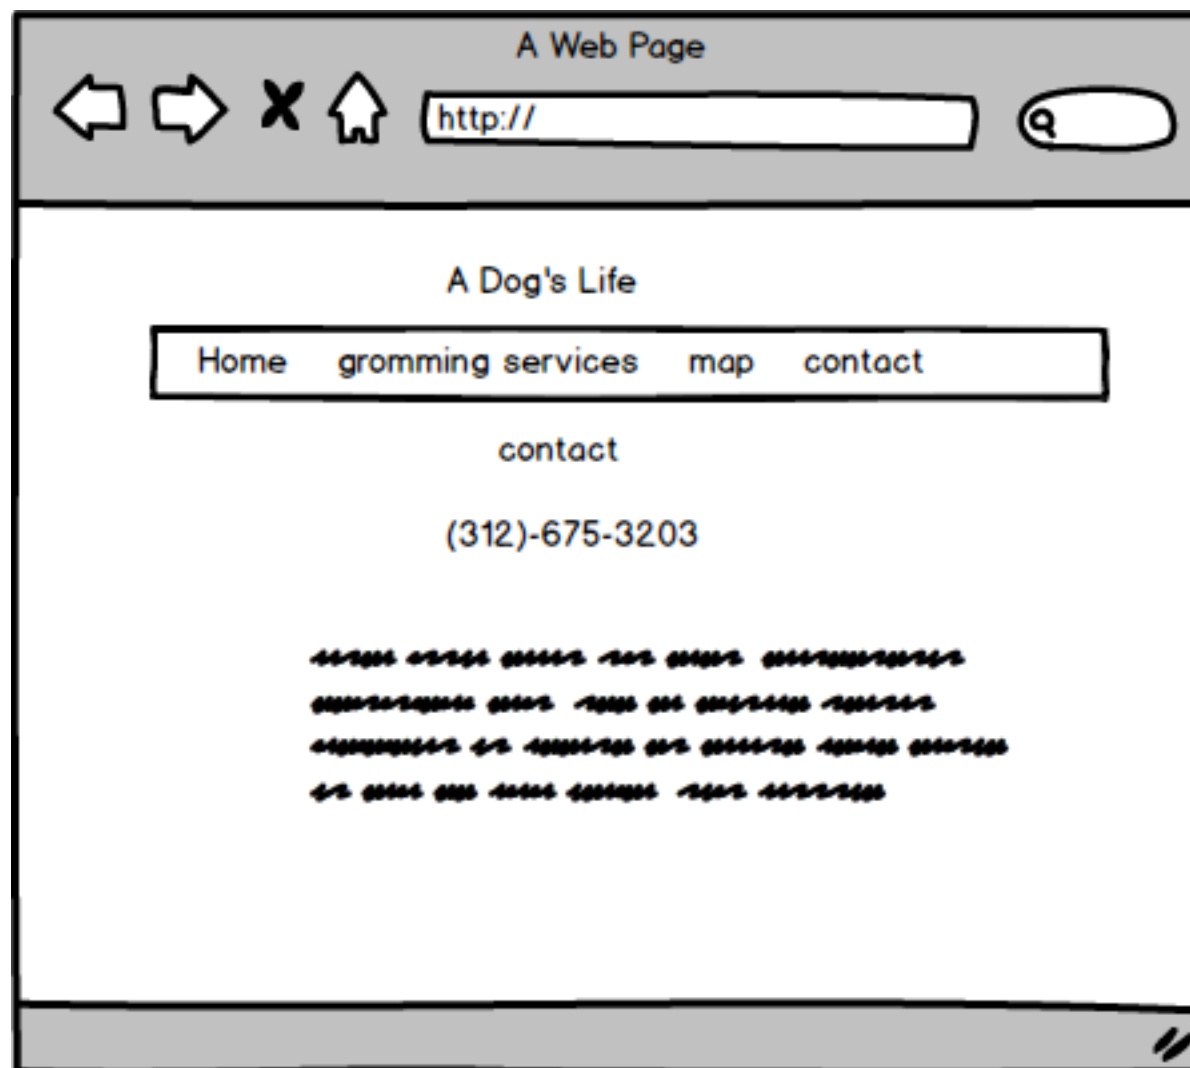 A Web Page
http://
A Dog's Life
Home gromming services map contact
contact
(312)-675-3203